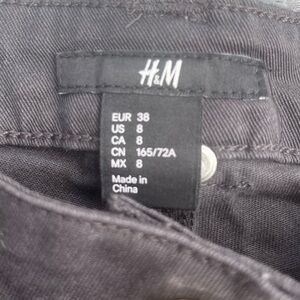 H&M
EUR 38
US 8
CA 8
CN 165/72A
MX 8
Made in
China